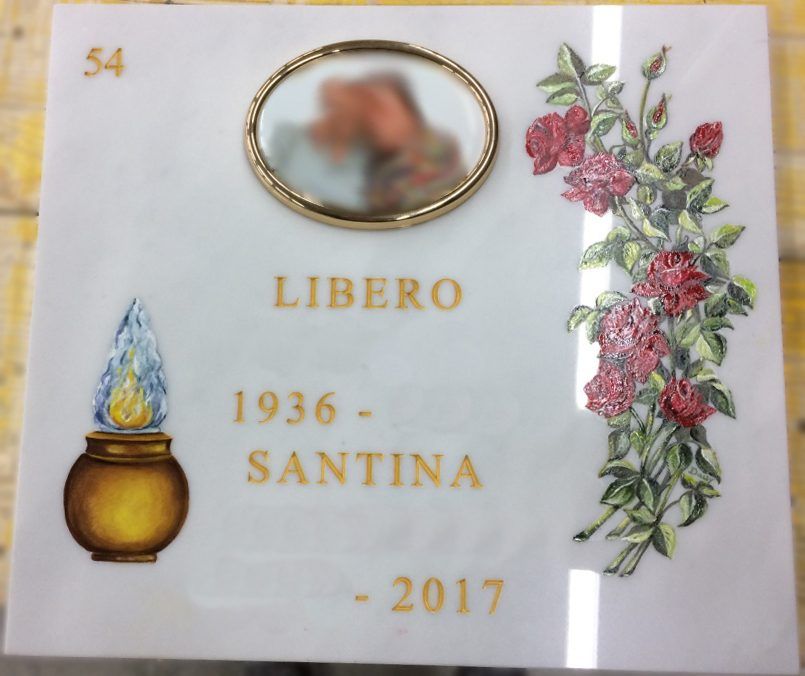 54
LIBERO
1936 -
SANTINA
- 2017